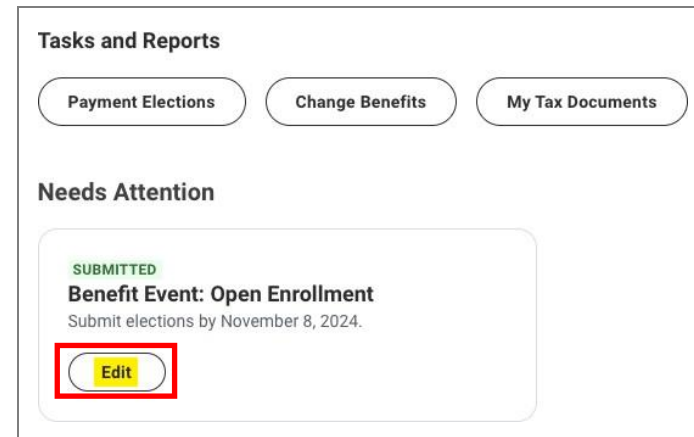 Tasks and Reports
Payment Elections Change Benefits My Tax Documents
Needs Attention
SUBMITTED
Benefit Event: Open Enrollment
Submit elections by November 8, 2024.
Edit